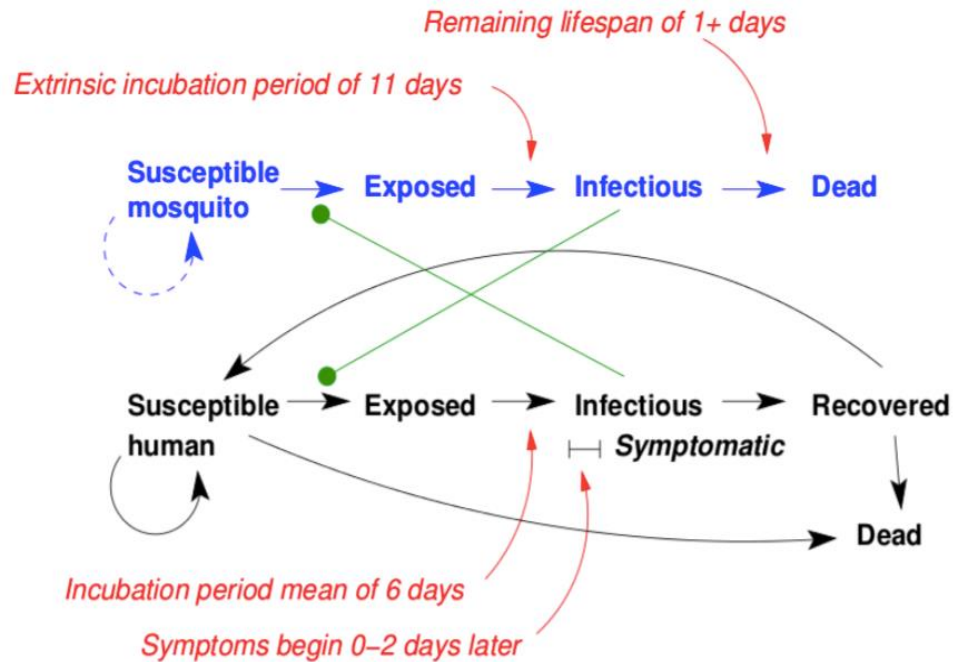 Remaining lifespan of 1+ days
Extrinsic incubation period of 11 days
Susceptible
mosquito
Exposed
Infectious
Dead
Susceptible
human
Exposed
Infectious
Recovered
Symptomatic
Dead
Incubation period mean of 6 days
Symptoms begin 0–2 days later